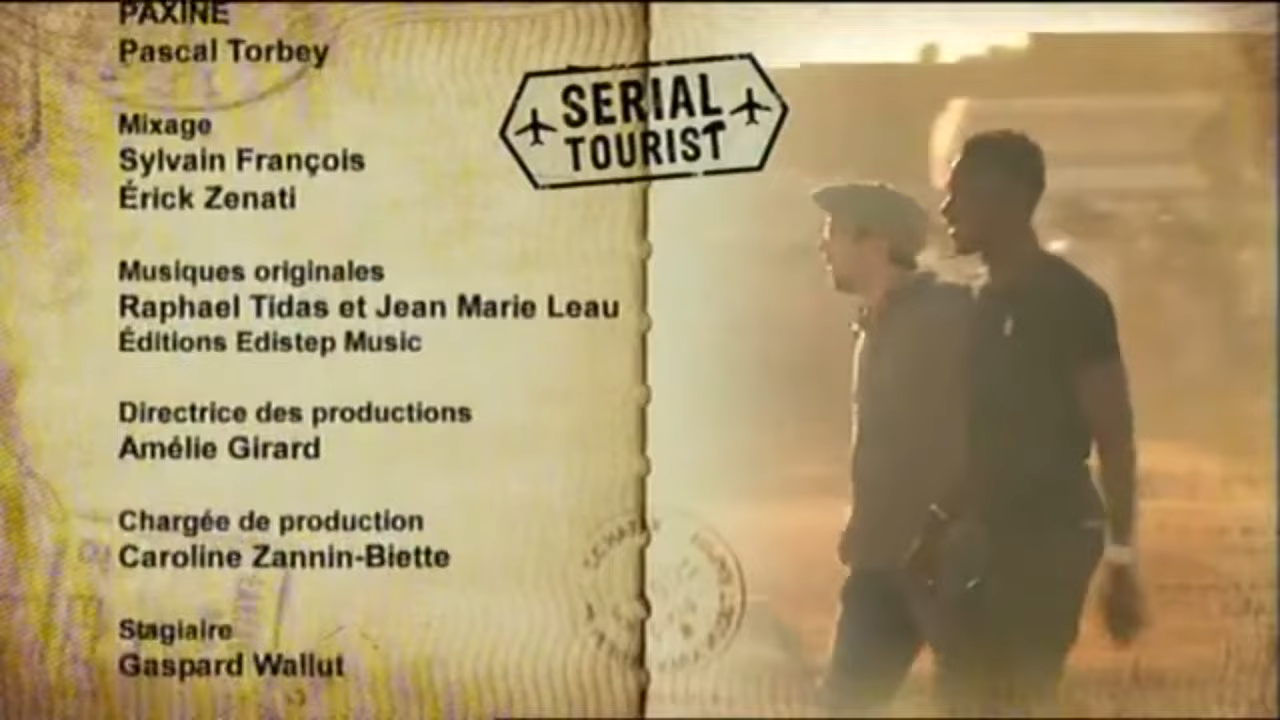 PAXINE
Pascal Torbey
Mixage
Sylvain François
Érick Zenati
Musiques originales
Raphael Tidas et Jean Marie Leau
Éditions Edistep Music
Directrice des productions
Amélie Girard
Chargée de production
Caroline Zannin-Biette
Stagiaire
Gaspard Wallut
SERIAL
TOURIST